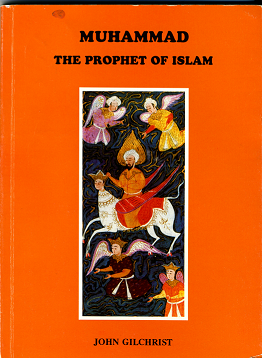 MUHAMMAD
THE PROPHET OF ISLAM
JOHN GILCHRIST